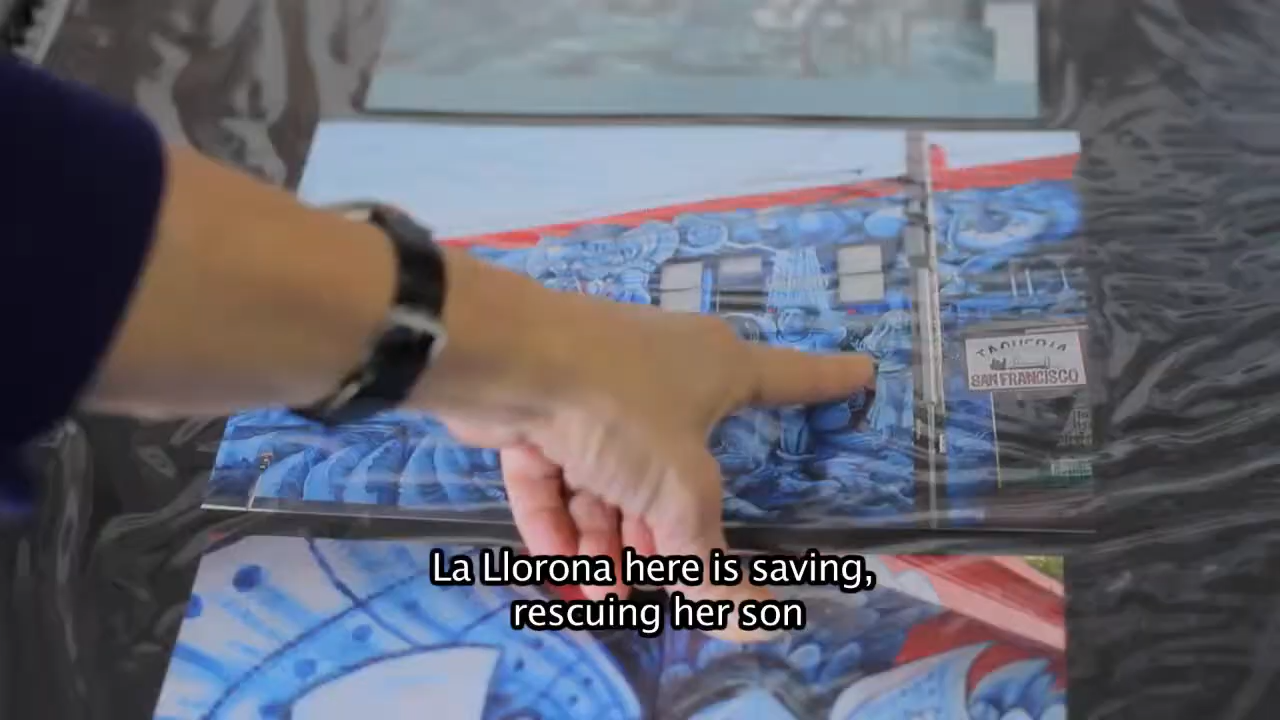 TAQUERIA
SAN FRANCISCO
La Llorona here is saving,
rescuing her son